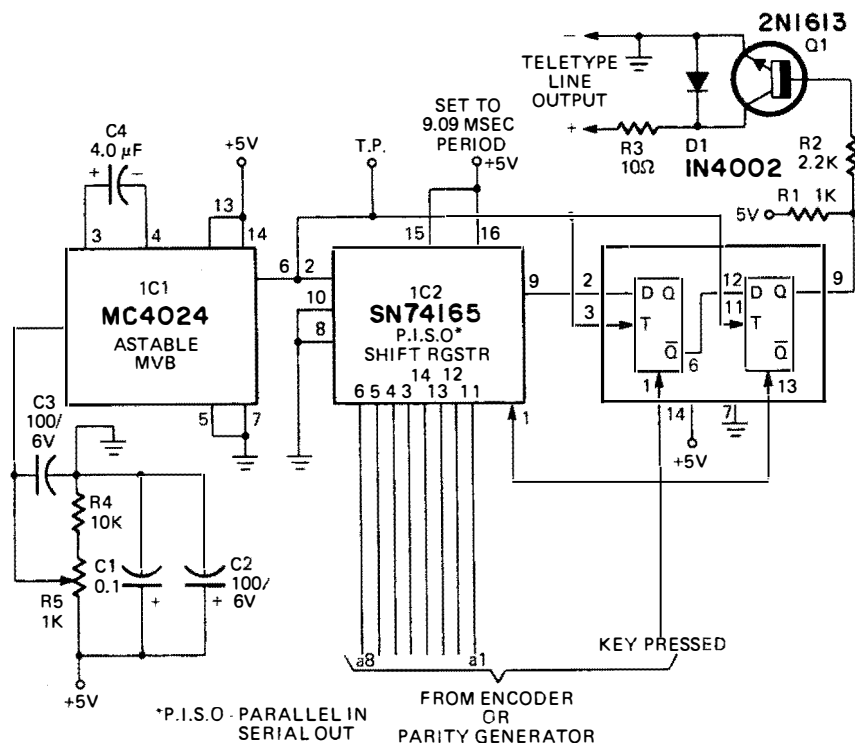 2N1613
Q1
−
TELETYPE
LINE
OUTPUT
+
R3
10Ω
D1
1N4002
R2
2.2K
R1 1K
5V
SET TO
9.09 MSEC
PERIOD
+5V
T.P.
C4
4.0 µF
+ −
+5V
13
14
3 4
1C1
MC4024
ASTABLE
MVB
6
5 7
2
10
8
15 16
1C2
SN74165
P.I.S.O*
SHIFT RGSTR
14 12
6 5 4 3 13 11
9
1
2
3
D Q
T
Q
1
6
12
11
D Q
T
Q
13
9
14
7
+5V
C3
100/
6V
R4
10K
R5
1K
C1
0.1
+
C2
100/
6V
+
+5V
a8 a1
KEY PRESSED
FROM ENCODER
OR
PARITY GENERATOR
*P.I.S.O - PARALLEL IN
SERIAL OUT